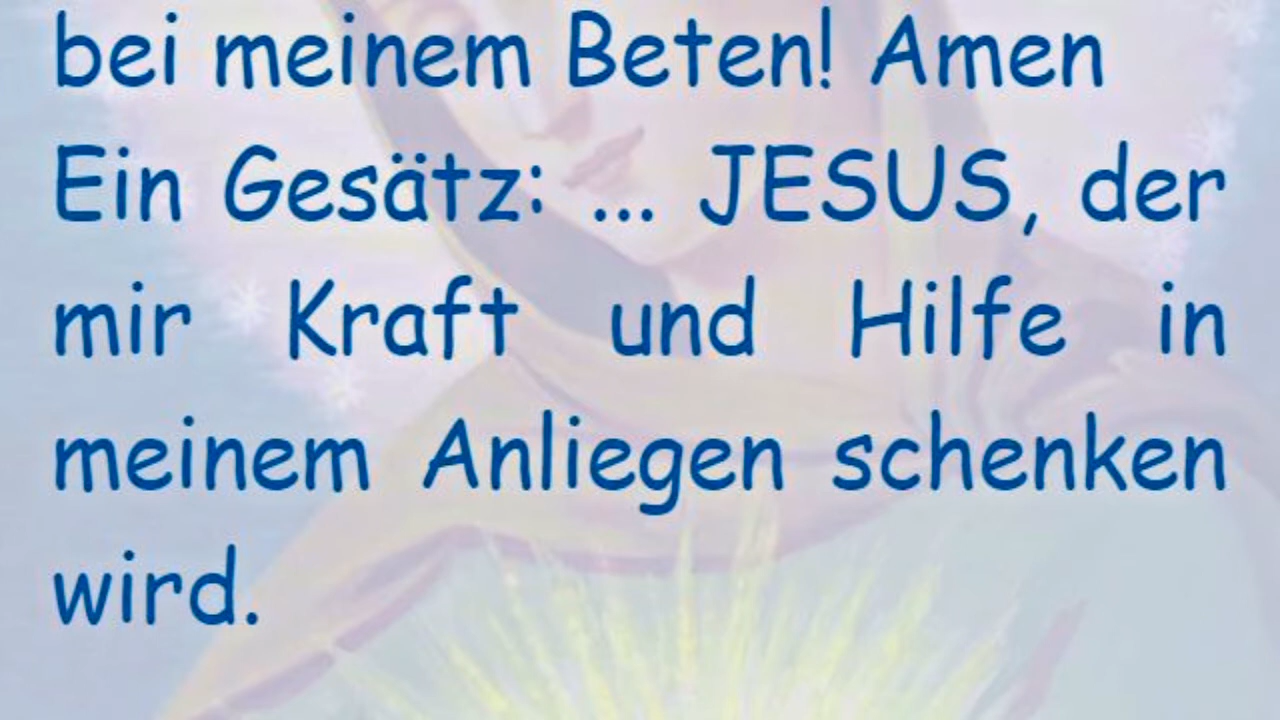 bei meinem Beten! Amen
Ein Gesätz: ... JESUS, der
mir Kraft und Hilfe in
meinem Anliegen schenken
wird.